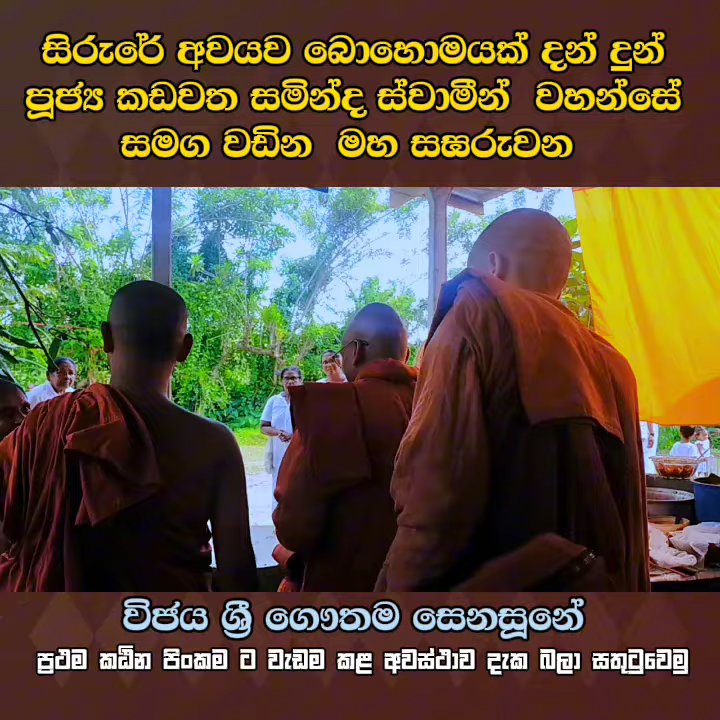 සිරුරේ අවයව බොහොමයක් දන් දුන්
පූජ්‍ය කඩවත සමින්ද ස්වාමීන් වහන්සේ
සමග වඩින මහ සඝරුවන
විජය ශ්‍රී ගෞතම සෙනසූනේ
ප්‍රථම කඨින පිංකම ට වැඩම කළ අවස්ථාව දැක බලා සතුටුවෙමු